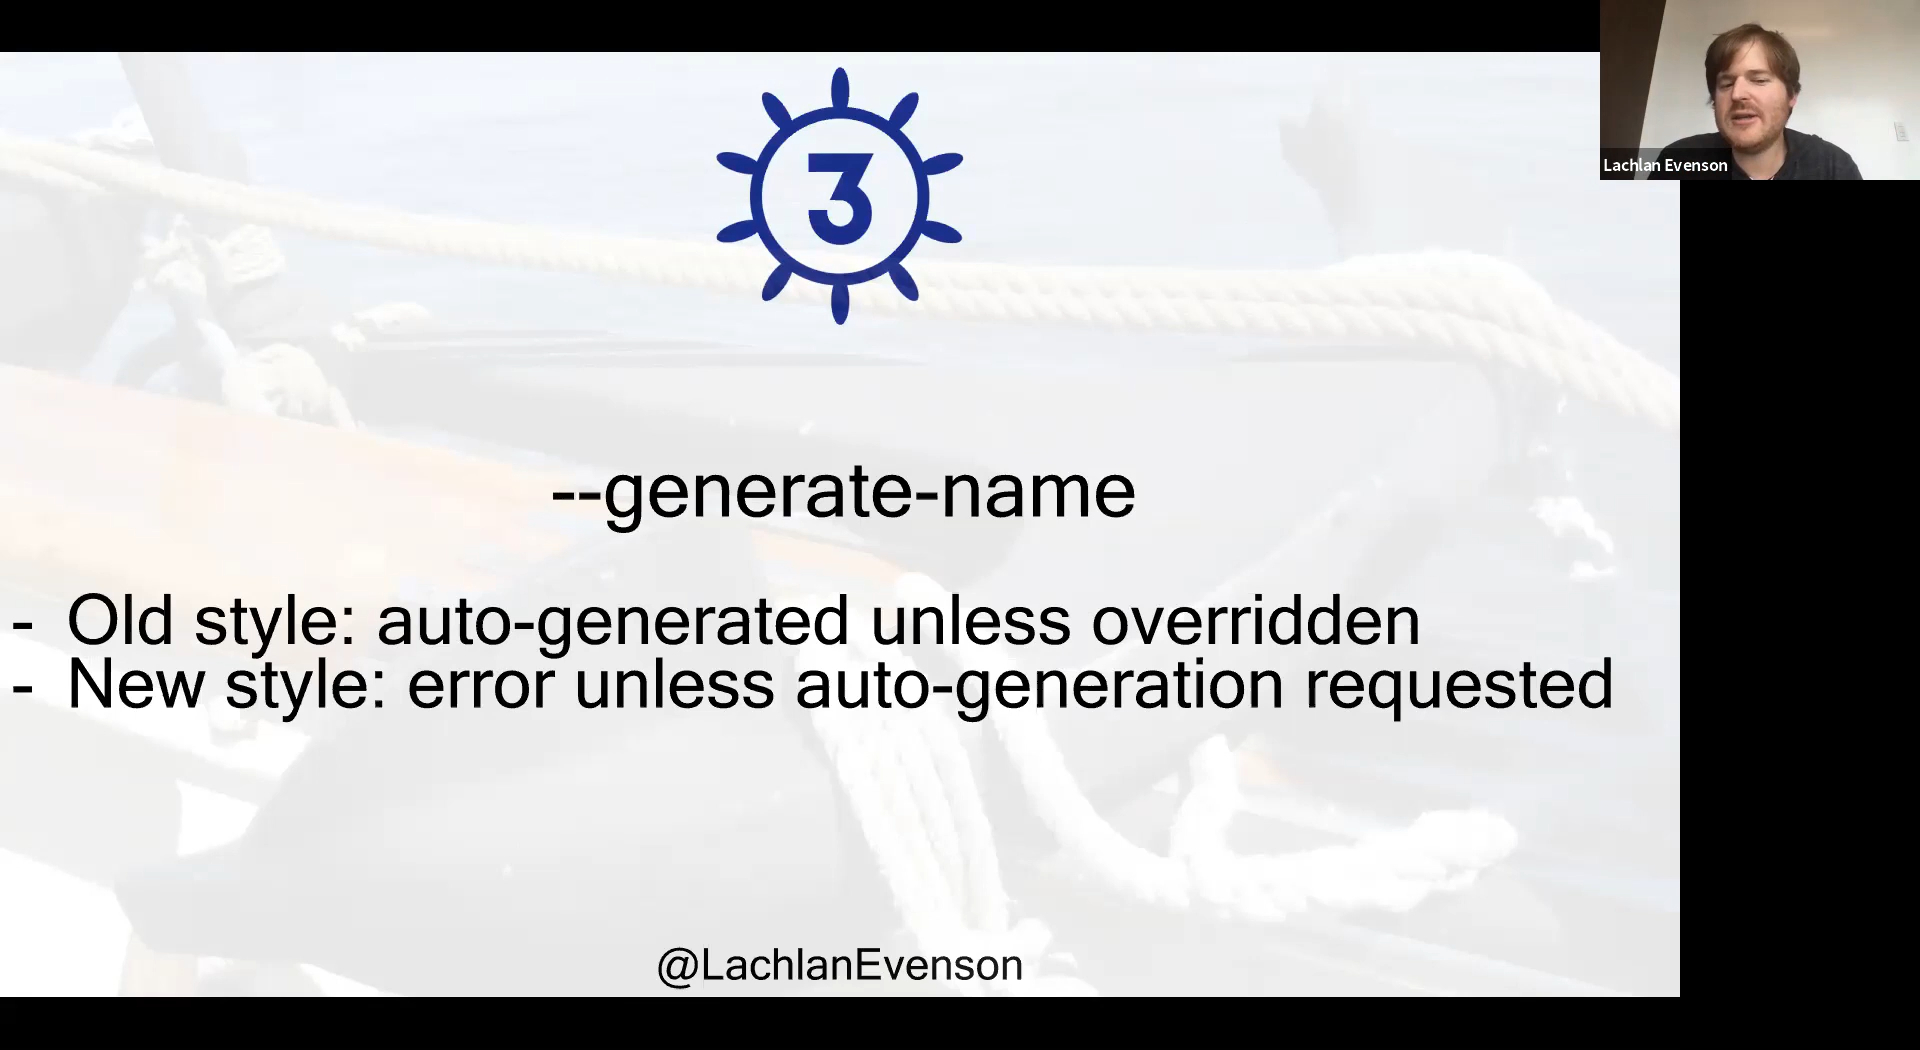 Lachlan Evenson
3
--generate-name
- Old style: auto-generated unless overridden
- New style: error unless auto-generation requested
@LachlanEvenson